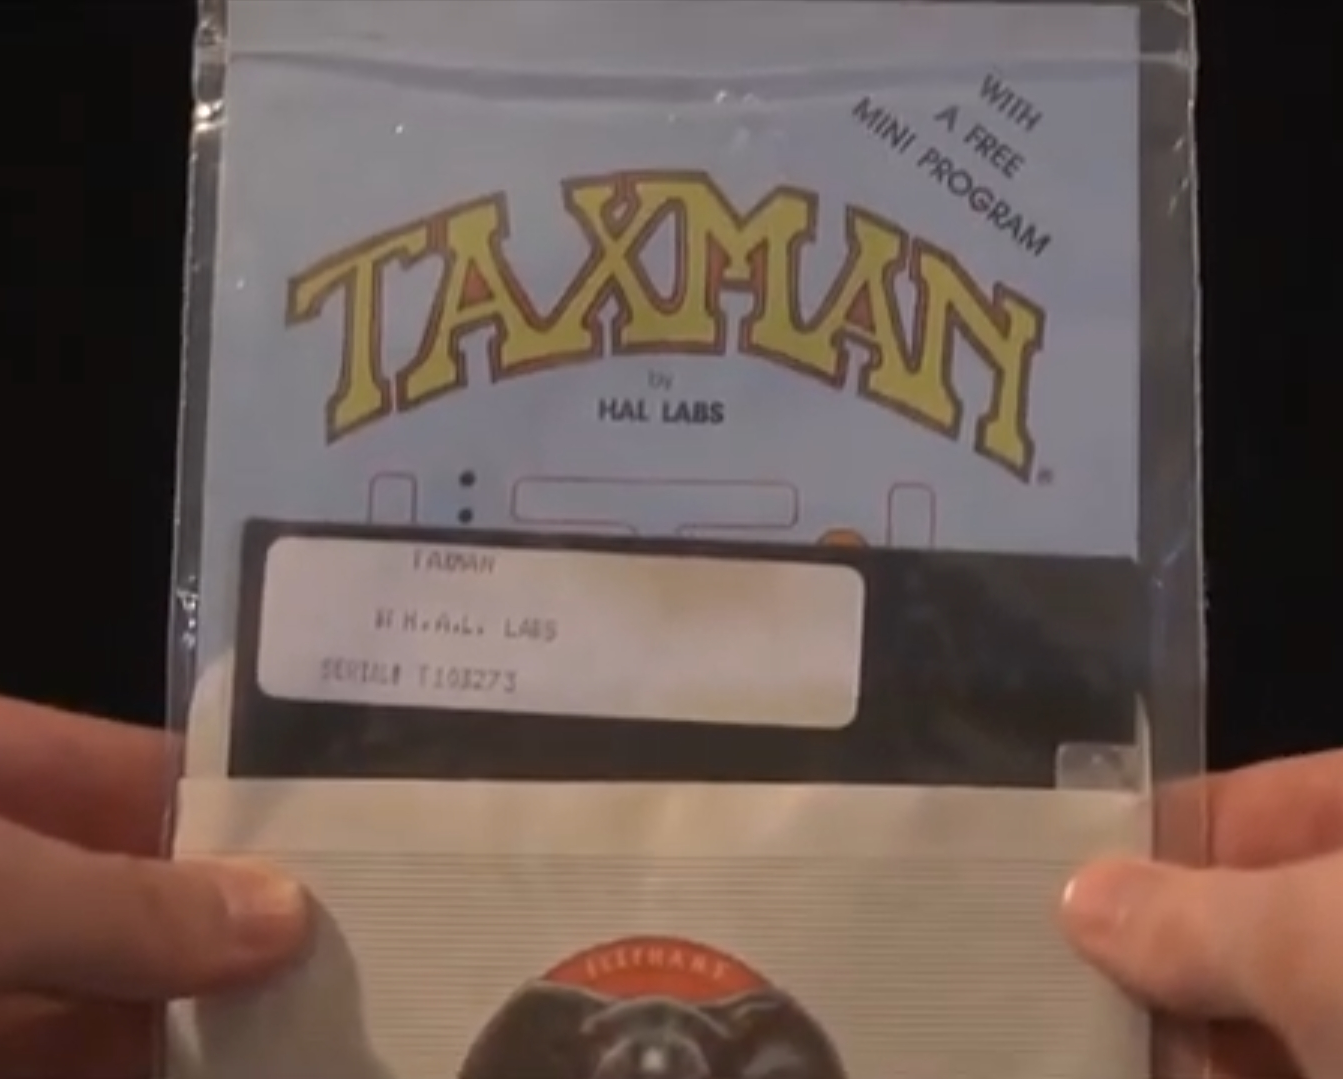 WITH
A FREE
MINI PROGRAM
TAXMAN
®
by
HAL LABS
TAXMAN
H.A.L. LABS
SERIAL# T103273
ELEPHANT